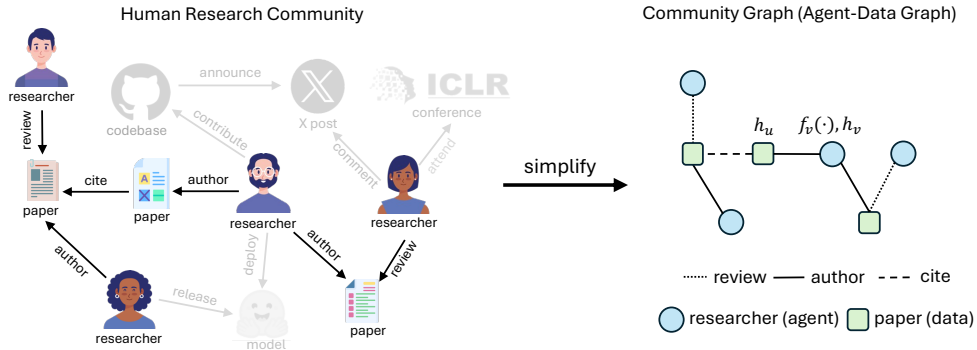 Human Research Community
Community Graph (Agent-Data Graph)
researcher
announce
ICLR
codebase
X post
conference
review
contribute
comment
attend
cite
author
paper
paper
researcher
researcher
author
deploy
author
review
release
researcher
model
paper
simplify
h_u
f_v(·), h_v
review
author
cite
researcher (agent)
paper (data)
A